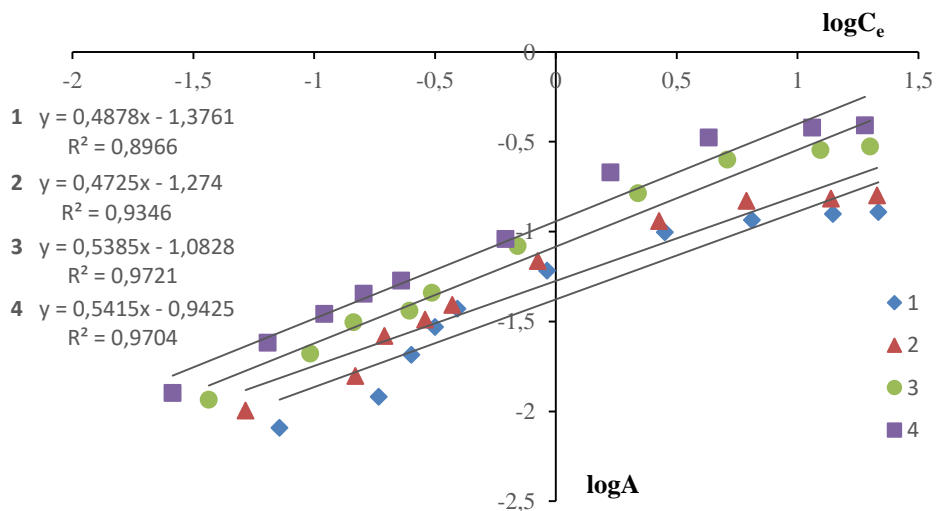 logCₑ
0
-2
-1,5
-1
-0,5
0
0,5
1
1,5
1 y = 0,4878x - 1,3761
R² = 0,8966
2 y = 0,4725x - 1,274
R² = 0,9346
3 y = 0,5385x - 1,0828
R² = 0,9721
4 y = 0,5415x - 0,9425
R² = 0,9704
-0,5
-1
-1,5
-2
-2,5
1
2
3
4
logA